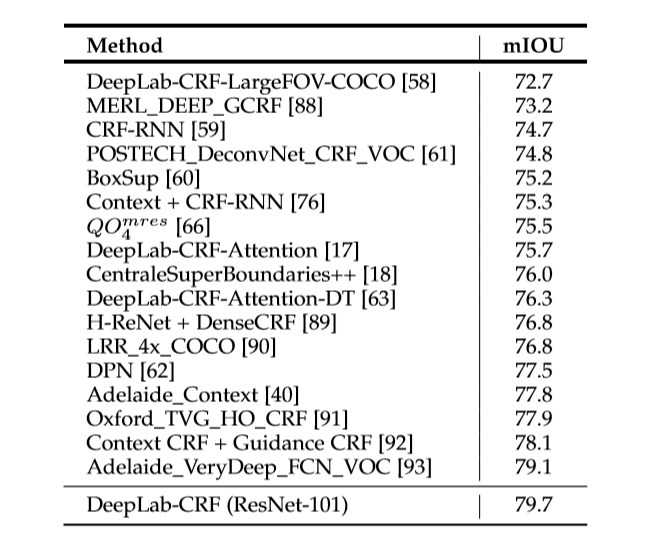 Method mIOU
DeepLab-CRF-LargeFOV-COCO [58] 72.7
MERL_DEEP_GCRF [88] 73.2
CRF-RNN [59] 74.7
POSTECH_DeconvNet_CRF_VOC [61] 74.8
BoxSup [60] 75.2
Context + CRF-RNN [76] 75.3
QO₄ᵐʳᵉˢ [66] 75.5
DeepLab-CRF-Attention [17] 75.7
CentraleSuperBoundaries++ [18] 76.0
DeepLab-CRF-Attention-DT [63] 76.3
H-ReNet + DenseCRF [89] 76.8
LRR_4x_COCO [90] 76.8
DPN [62] 77.5
Adelaide_Context [40] 77.8
Oxford_TVG_HO_CRF [91] 77.9
Context CRF + Guidance CRF [92] 78.1
Adelaide_VeryDeep_FCN_VOC [93] 79.1
DeepLab-CRF (ResNet-101) 79.7